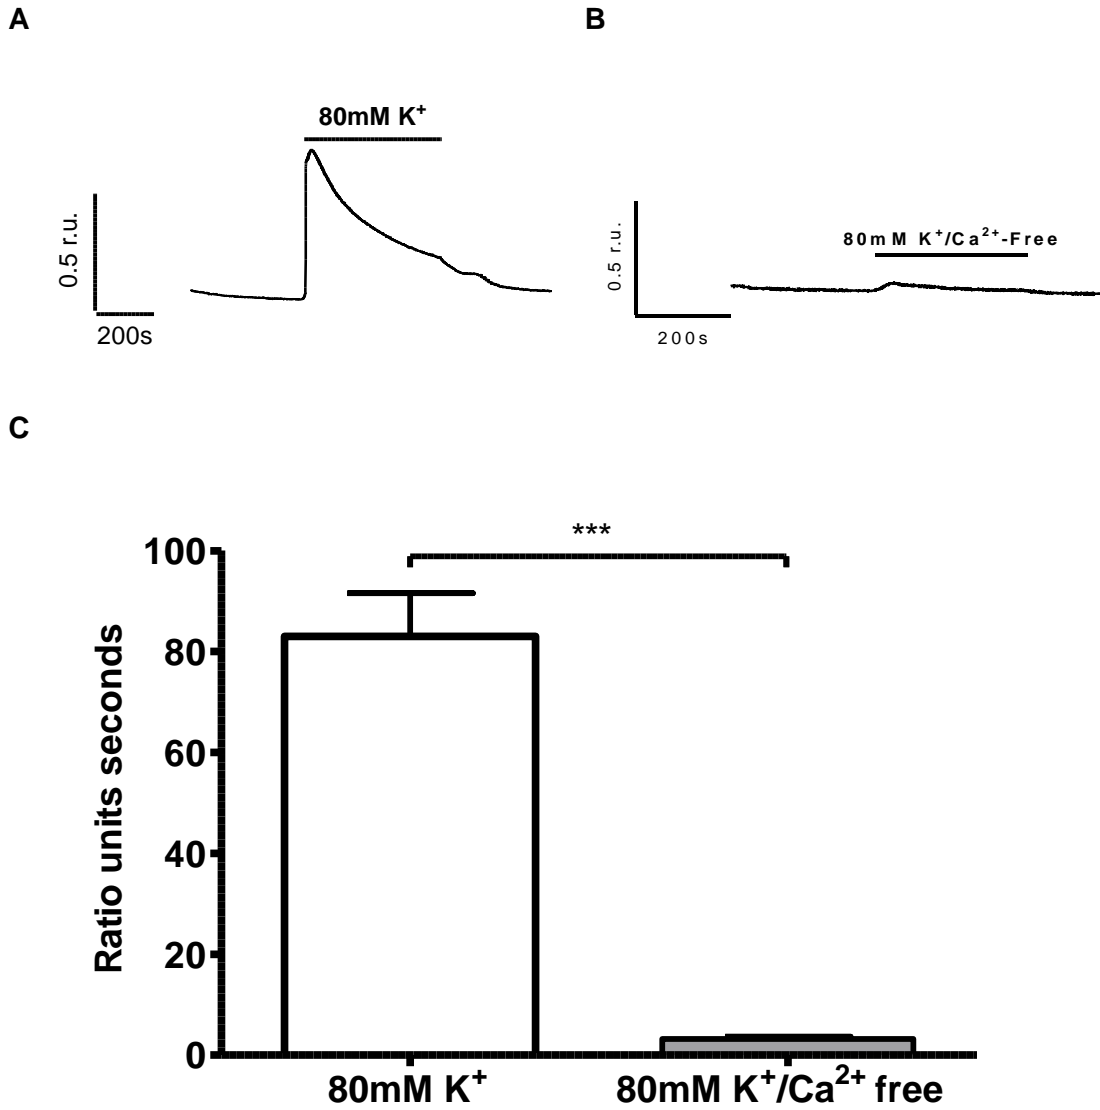 A
B
80mM K⁺
0.5 r.u.
200s
0.5 r.u.
80mM K⁺/Ca²⁺-Free
200s
C
***
Ratio units seconds
100
80
60
40
20
0
80mM K⁺
80mM K⁺/Ca²⁺ free